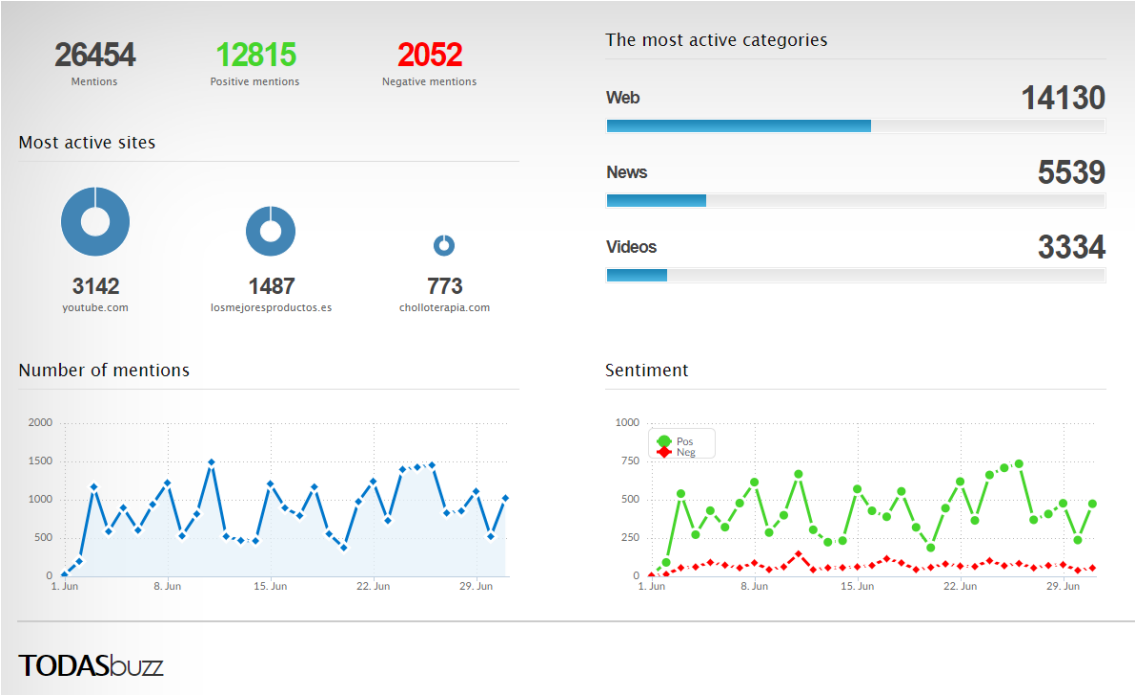 26454
Mentions
12815
Positive mentions
2052
Negative mentions
The most active categories
Web
14130
News
5539
Videos
3334
Most active sites
3142
youtube.com
1487
losmejoresproductos.es
773
cholloterapia.com
Number of mentions
2000
1500
1000
500
0
1. Jun
8. Jun
15. Jun
22. Jun
29. Jun
Sentiment
1000
750
500
250
0
Pos
Neg
1. Jun
8. Jun
15. Jun
22. Jun
29. Jun
TODASbuzz